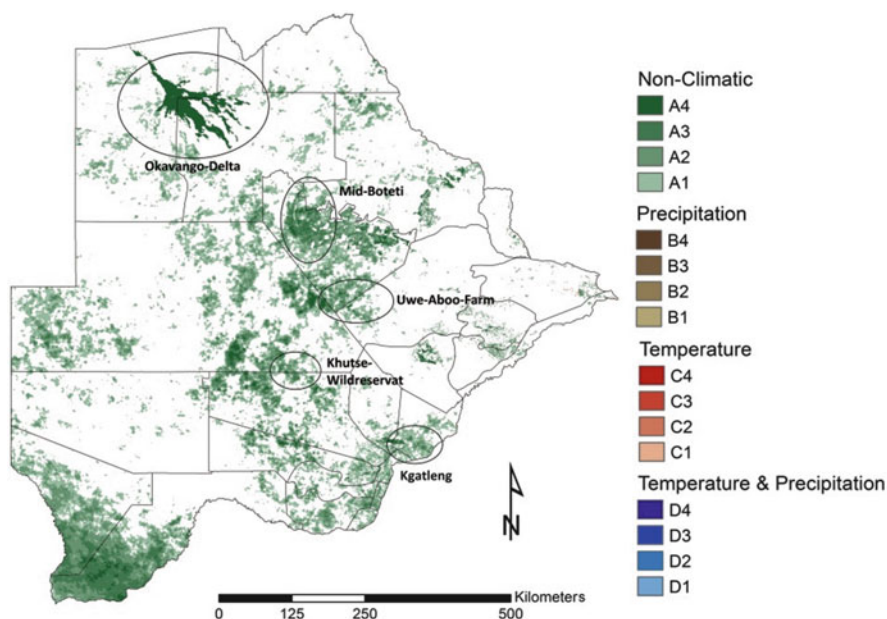 Okavango-Delta
Mid-Boteti
Uwe-Aboo-Farm
Khutse-
Wildreservat
Kgatleng
N
Kilometers
0 125 250 500
Non-Climatic
A4
A3
A2
A1
Precipitation
B4
B3
B2
B1
Temperature
C4
C3
C2
C1
Temperature & Precipitation
D4
D3
D2
D1